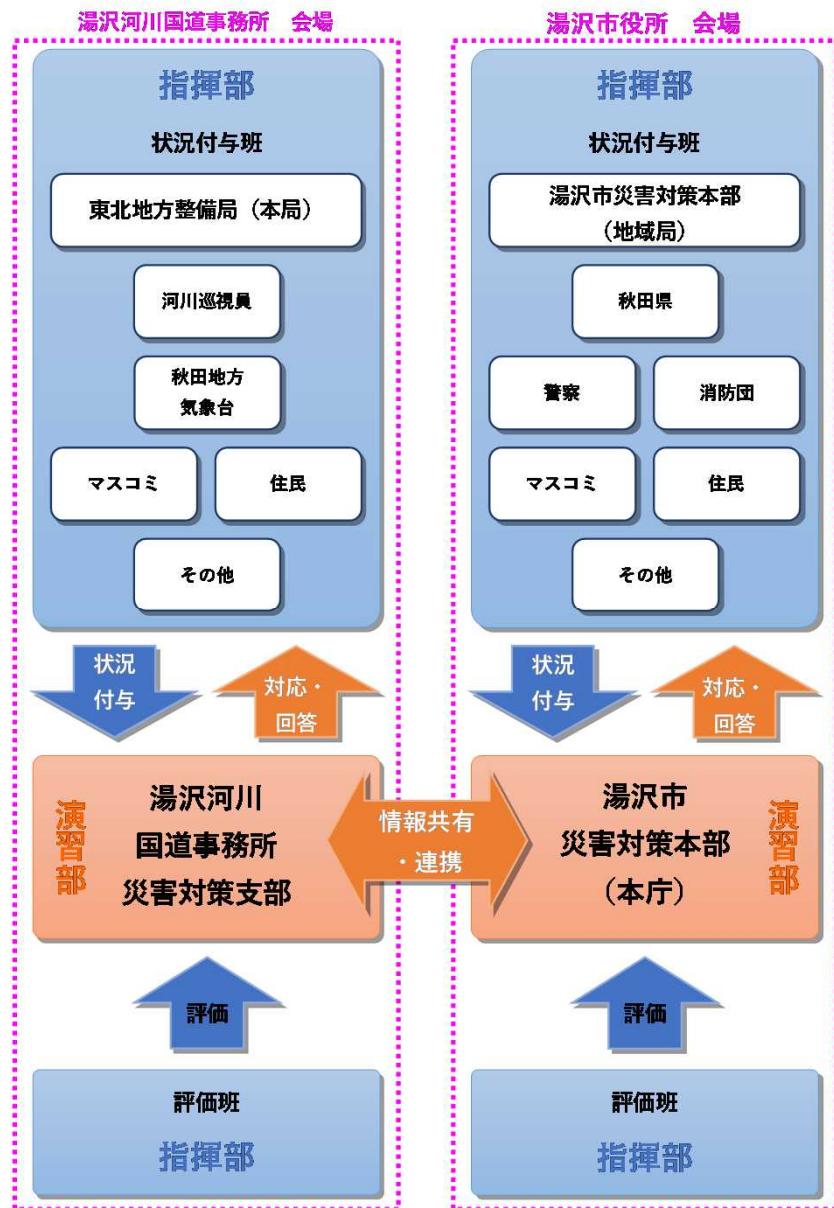 湯沢河川国道事務所　会場
指揮部
状況付与班
東北地方整備局（本局）
河川巡視員
秋田地方
気象台
マスコミ
住民
その他
状況
付与
対応・
回答
演習部
湯沢河川
国道事務所
災害対策支部
評価
評価班
指揮部
情報共有
・連携
湯沢市役所　会場
指揮部
状況付与班
湯沢市災害対策本部
（地域局）
秋田県
警察
消防団
マスコミ
住民
その他
状況
付与
対応・
回答
湯沢市
災害対策本部
（本庁）
演習部
評価
評価班
指揮部